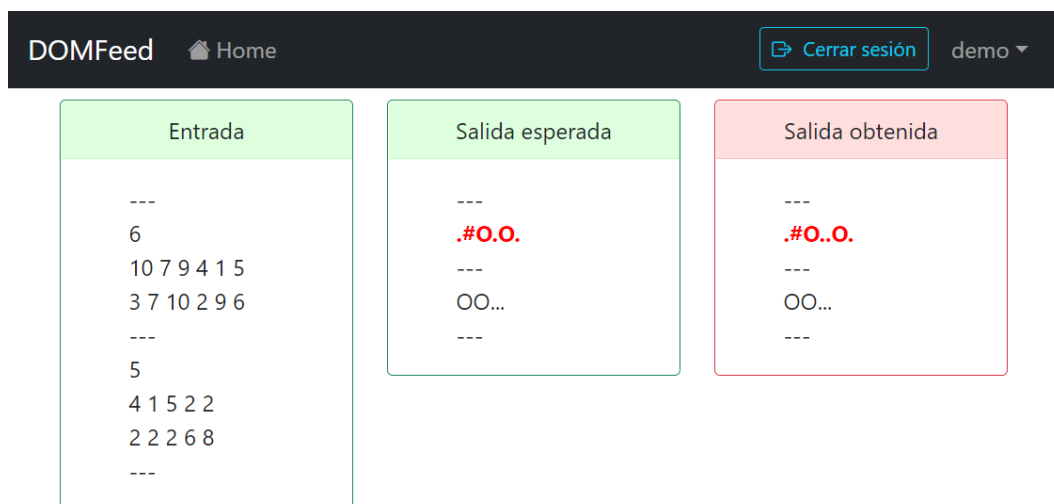 DOMFeed Home Cerrar sesión demo
Entrada
---
6
10 7 9 4 1 5
3 7 10 2 9 6
---
5
4 1 5 2 2
2 2 2 6 8
---
Salida esperada
---
.#O.O.
---
OO...
---
Salida obtenida
---
.#O..O.
---
OO...
---